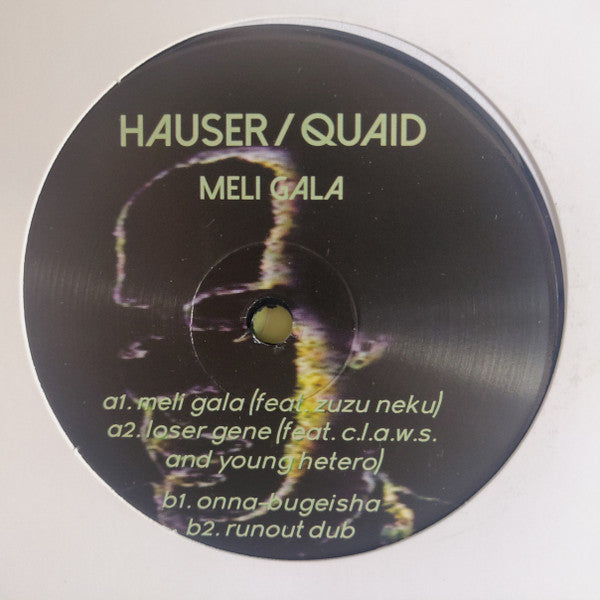 HAUSER / QUAID
MELI GALA
a1. meli gala (feat. zuzu neku)
a2. loser gene (feat. c.l.a.w.s.
and young hetero)
b1. onna-bugeisha
b2. runout dub